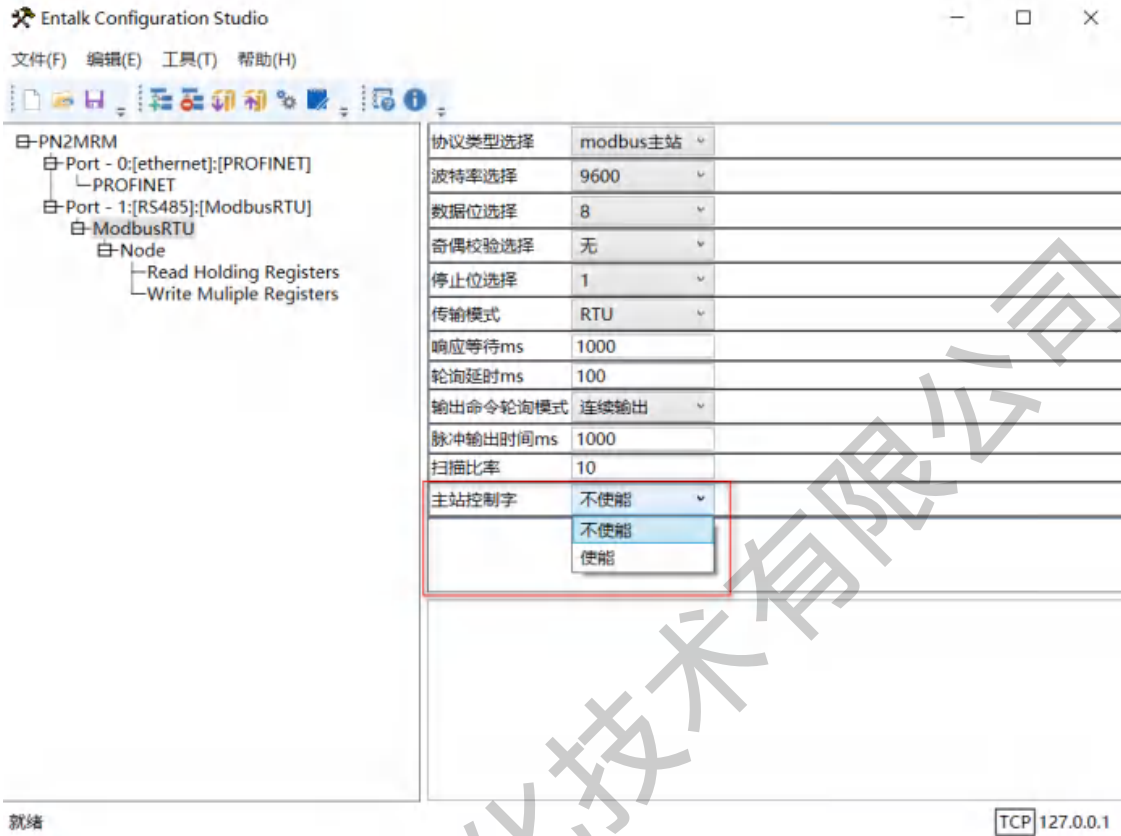 Entalk Configuration Studio
文件(F) 编辑(E) 工具(T) 帮助(H)
PN2MRM
Port - 0:[ethernet]:[PROFINET]
PROFINET
Port - 1:[RS485]:[ModbusRTU]
ModbusRTU
Node
Read Holding Registers
Write Muliple Registers
协议类型选择 modbus主站
波特率选择 9600
数据位选择 8
奇偶校验选择 无
停止位选择 1
传输模式 RTU
响应等待ms 1000
轮询延时ms 100
输出命令轮询模式 连续输出
脉冲输出时间ms 1000
扫描比率 10
主站控制字 不使能
不使能
使能
化技术有限公司
就绪 TCP 127.0.0.1